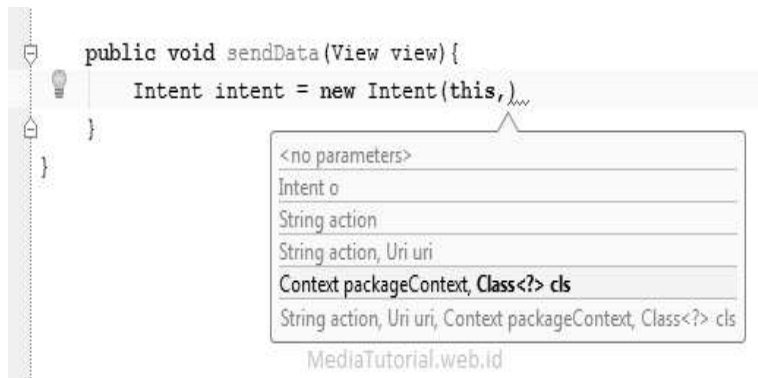 public void sendData(View view){
Intent intent = new Intent(this,)
}
}
<no parameters>
Intent o
String action
String action, Uri uri
Context packageContext, Class<?> cls
String action, Uri uri, Context packageContext, Class<?> cls
MediaTutorial.web.id